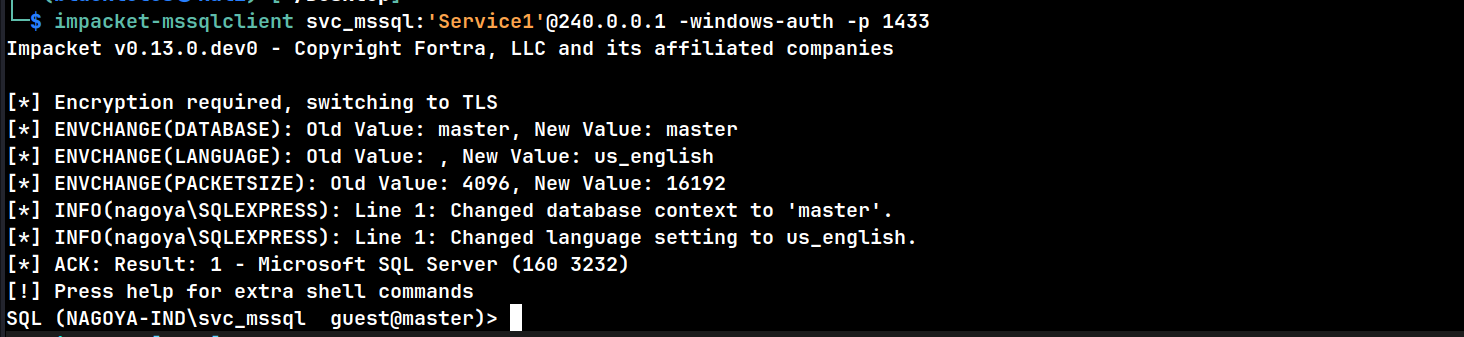 $ impacket-mssqlclient svc_mssql:'Service1'@240.0.0.1 -windows-auth -p 1433
Impacket v0.13.0.dev0 - Copyright Fortra, LLC and its affiliated companies
[*] Encryption required, switching to TLS
[*] ENVCHANGE(DATABASE): Old Value: master, New Value: master
[*] ENVCHANGE(LANGUAGE): Old Value: , New Value: us_english
[*] ENVCHANGE(PACKETSIZE): Old Value: 4096, New Value: 16192
[*] INFO(nagoya\SQLEXPRESS): Line 1: Changed database context to 'master'.
[*] INFO(nagoya\SQLEXPRESS): Line 1: Changed language setting to us_english.
[*] ACK: Result: 1 - Microsoft SQL Server (160 3232)
[!] Press help for extra shell commands
SQL (NAGOYA-IND\svc_mssql  guest@master)>